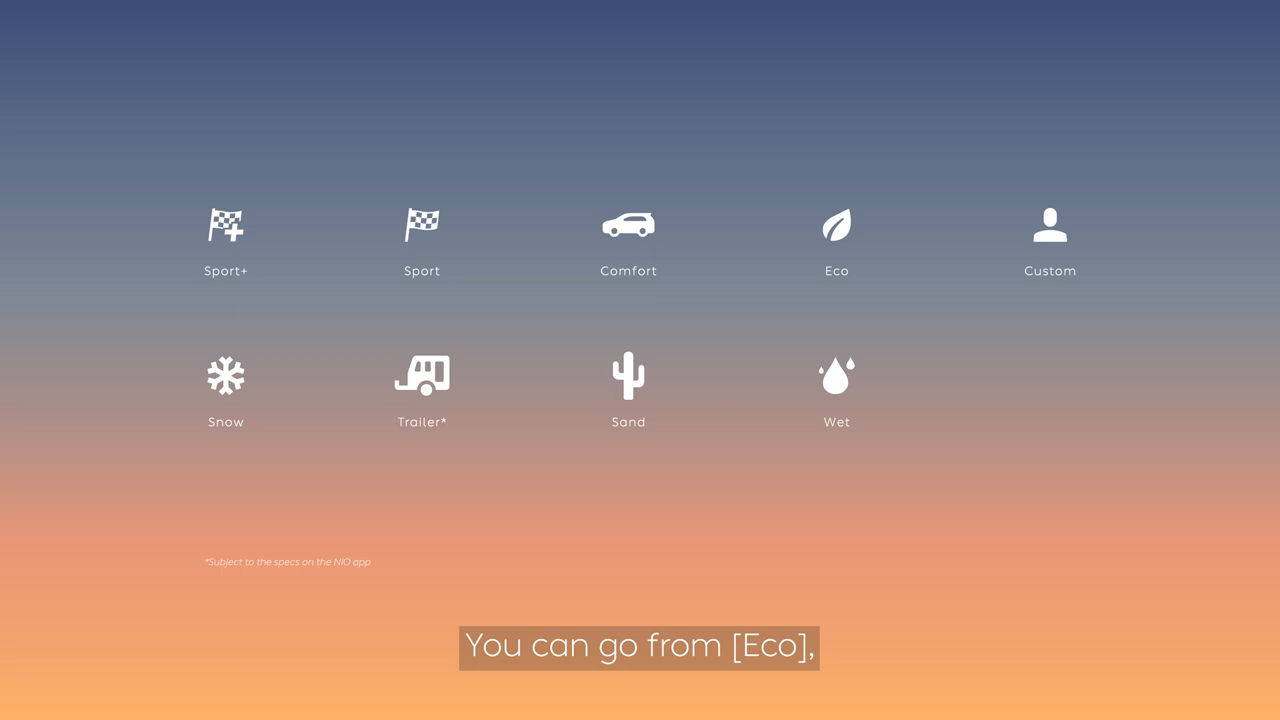 Sport+
Sport
Comfort
Eco
Custom
Snow
Trailer*
Sand
Wet
*Subject to the specs on the NIO app
You can go from [Eco],